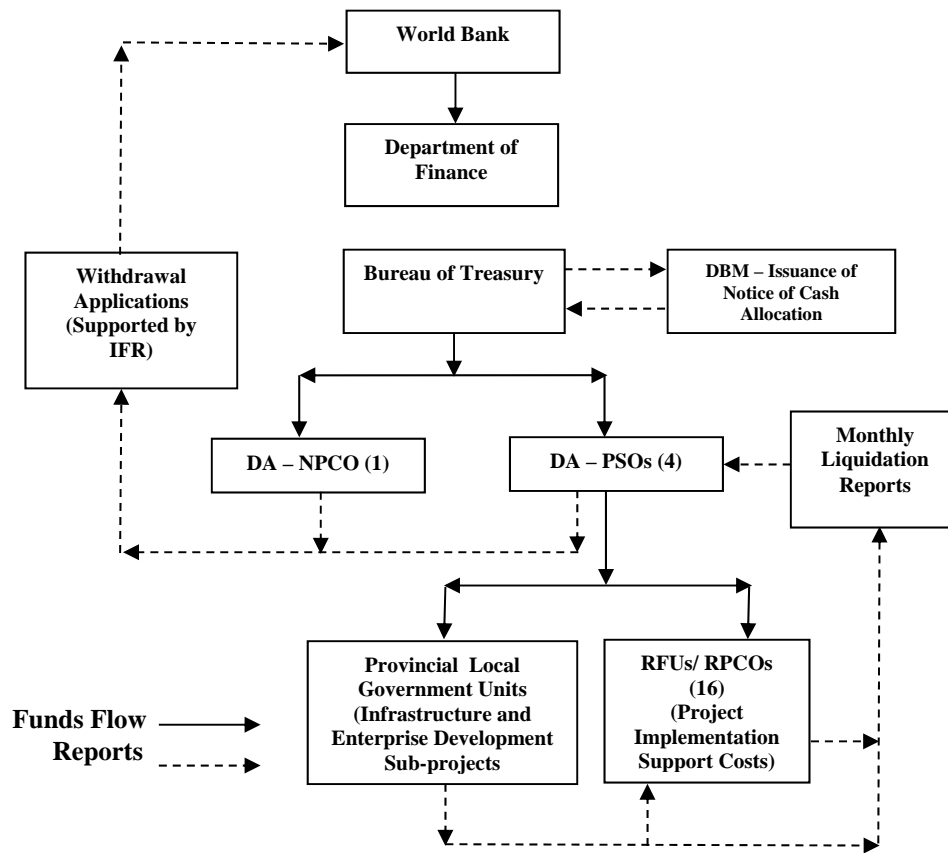 World Bank
Department of
Finance
Withdrawal
Applications
(Supported by
IFR)
Bureau of Treasury
DBM – Issuance of
Notice of Cash
Allocation
DA – NPCO (1)
DA – PSOs (4)
Monthly
Liquidation
Reports
Provincial Local
Government Units
(Infrastructure and
Enterprise Development
Sub-projects
RFUs/ RPCOs
(16)
(Project
Implementation
Support Costs)
Funds Flow
Reports